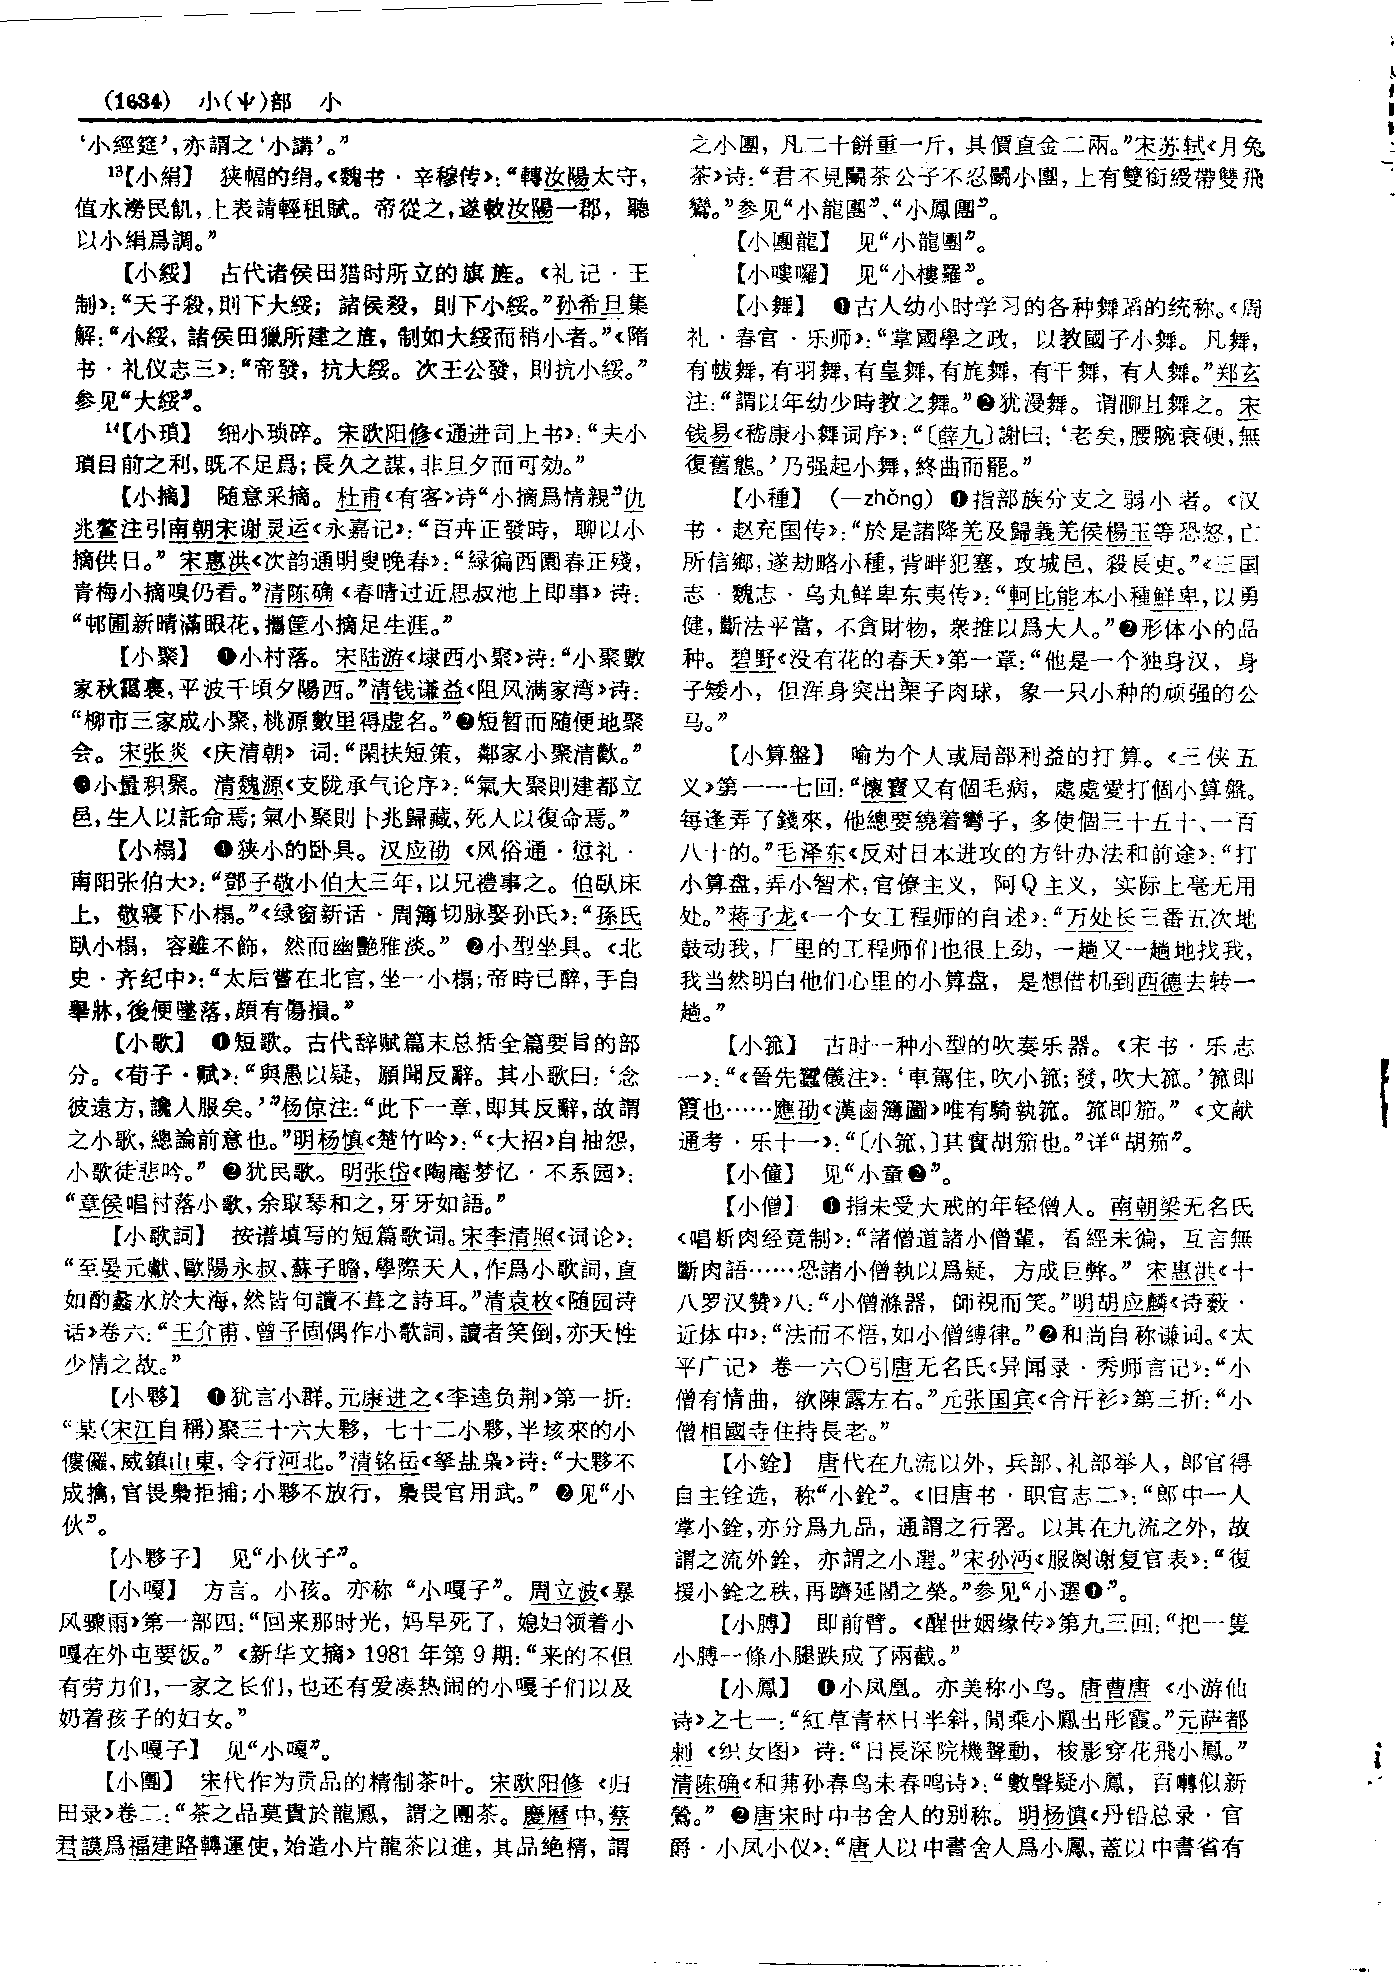 (1634) 小(⺌)部 小
‘小經筵’,亦謂之‘小講’。”
¹³【小絹】 狭幅的绢。《魏书·辛穆传》:“轉汝陽太守,
值水澇民飢,上表請輕租賦。帝從之,遂敕汝陽一郡,聽
以小絹爲調。”
【小綏】 古代诸侯田猎时所立的旗旌。《礼记·王
制》:“天子殺,則下大綏;諸侯殺,則下小綏。”孙希旦集
解:“小綏,諸侯田獵所建之旌,制如大綏而稍小者。”《隋
书·礼仪志三》:“帝發,抗大綏。次王公發,則抗小綏。”
参见“大綏”。
¹⁴【小瑣】 细小琐碎。宋欧阳修《通进司上书》:“夫小
瑣目前之利,既不足爲;長久之謀,非旦夕而可効。”
【小摘】 随意采摘。杜甫《有客》诗“小摘爲情親”仇
兆鳌注引南朝宋谢灵运《永嘉记》:“百卉正發時,聊以小
摘供日。” 宋惠洪《次韵通明叟晚春》:“緑徧西園春正殘,
青梅小摘嗅仍看。”清陈确《春晴过近思叔池上即事》诗:
“邨圃新晴滿眼花,攜筐小摘足生涯。”
【小聚】 ❶小村落。宋陆游《埭西小聚》诗:“小聚數
家秋靄裏,平波千頃夕陽西。”清钱谦益《阻风满家湾》诗:
“柳市三家成小聚,桃源數里得虚名。”❷短暂而随便地聚
会。宋张炎《庆清朝》词:“閑扶短策,鄰家小聚清歡。”
❸小量积聚。清魏源《支陇承气论序》:“氣大聚則建都立
邑,生人以託命焉;氣小聚則卜兆歸藏,死人以復命焉。”
【小榻】 ❶狭小的卧具。汉应劭《风俗通·愆礼·
南阳张伯大》:“鄧子敬小伯大三年,以兄禮事之。伯臥床
上,敬寢下小榻。”《绿窗新话·周簿切脉娶孙氏》:“孫氏
臥小榻,容雖不飾,然而幽艷雅淡。” ❷小型坐具。《北
史·齐纪中》:“太后嘗在北宫,坐一小榻;帝時已醉,手自
舉牀,後便墜落,頗有傷損。”
【小歌】 ❶短歌。古代辞赋篇末总括全篇要旨的部
分。《荀子·赋》:“與愚以疑,願聞反辭。其小歌曰:‘念
彼遠方,讒人服矣。’”杨倞注:“此下一章,即其反辭,故謂
之小歌,總論前意也。”明杨慎《楚竹吟》:“《大招》自抽怨,
小歌徒悲吟。” ❷犹民歌。明张岱《陶庵梦忆·不系园》:
“章侯唱村落小歌,余取琴和之,牙牙如語。”
【小歌詞】 按谱填写的短篇歌词。宋李清照《词论》:
“至晏元獻、歐陽永叔、蘇子瞻,學際天人,作爲小歌詞,直
如酌蠡水於大海,然皆句讀不葺之詩耳。”清袁枚《随园诗
话》卷六:“王介甫、曾子固偶作小歌詞,讀者笑倒,亦天性
少情之故。”
【小夥】 ❶犹言小群。元康进之《李逵负荆》第一折:
“某(宋江自稱)聚三十六大夥,七十二小夥,半垓來的小
僂儸,威鎮山東,令行河北。”清铭岳《拏盐枭》诗:“大夥不
成擒,官畏梟拒捕;小夥不放行,梟畏官用武。” ❷见“小
伙”。
【小夥子】 见“小伙子”。
【小嘎】 方言。小孩。亦称“小嘎子”。周立波《暴
风骤雨》第一部四:“回来那时光,妈早死了,媳妇领着小
嘎在外屯要饭。”《新华文摘》1981年第9期:“来的不但
有劳力们,一家之长们,也还有爱凑热闹的小嘎子们以及
奶着孩子的妇女。”
【小嘎子】 见“小嘎”。
【小團】 宋代作为贡品的精制茶叶。宋欧阳修《归
田录》卷二:“茶之品莫貴於龍鳳,謂之團茶。慶曆中,蔡
君謨爲福建路轉運使,始造小片龍茶以進,其品絶精,謂
之小團,凡二十餅重一斤,其價直金二兩。”宋苏轼《月兔
茶》诗:“君不見鬭茶公子不忍鬭小團,上有雙銜綬帶雙飛
鸞。”参见“小龍團”、“小鳳團”。
【小團龍】 见“小龍團”。
【小嘍囉】 见“小樓羅”。
【小舞】 ❶古人幼小时学习的各种舞蹈的统称。《周
礼·春官·乐师》:“掌國學之政,以教國子小舞。凡舞,
有帗舞,有羽舞,有皇舞,有旄舞,有干舞,有人舞。”郑玄
注:“謂以年幼少時教之舞。”❷犹漫舞。谓聊且舞之。宋
钱易《嵇康小舞词序》:“〔薛九〕謝曰:‘老矣,腰腕衰硬,無
復舊態。’乃强起小舞,終曲而罷。”
【小種】 (—zhǒng) ❶指部族分支之弱小者。《汉
书·赵充国传》:“於是諸降羌及歸義羌侯楊玉等恐怒,亡
所信鄉,遂劫略小種,背畔犯塞,攻城邑,殺長吏。”《三国
志·魏志·乌丸鲜卑东夷传》:“軻比能本小種鮮卑,以勇
健,斷法平當,不貪財物,衆推以爲大人。”❷形体小的品
种。碧野《没有花的春天》第一章:“他是一个独身汉,身
子矮小,但浑身突出栗子肉球,象一只小种的顽强的公
马。”
【小算盤】 喻为个人或局部利益的打算。《三侠五
义》第一一七回:“懷寶又有個毛病,處處愛打個小算盤。
每逢弄了錢來,他總要繞着彎子,多使個三十五十、一百
八十的。”毛泽东《反对日本进攻的方针办法和前途》:“打
小算盘,弄小智术,官僚主义,阿Q主义,实际上毫无用
处。”蒋子龙《一个女工程师的自述》:“万处长三番五次地
鼓动我,厂里的工程师们也很上劲,一趟又一趟地找我,
我当然明白他们心里的小算盘,是想借机到西德去转一
趟。”
【小箛】 古时一种小型的吹奏乐器。《宋书·乐志
一》:“《晉先蠶儀注》:‘車駕住,吹小箛;發,吹大箛。’箛即
葭也……應劭《漢鹵簿圖》唯有騎執箛。箛即笳。”《文献
通考·乐十一》:“〔小箛,〕其實胡笳也。”详“胡笳”。
【小僮】 见“小童❷”。
【小僧】 ❶指未受大戒的年轻僧人。南朝梁无名氏
《唱断肉经竟制》:“諸僧道諸小僧輩,看經未徧,互言無
斷肉語……恐諸小僧執以爲疑,方成巨弊。” 宋惠洪《十
八罗汉赞》八:“小僧滌器,師視而笑。”明胡应麟《诗薮·
近体中》:“法而不悟,如小僧縛律。”❷和尚自称谦词。《太
平广记》卷一六〇引唐无名氏《异闻录·秀师言记》:“小
僧有情曲,欲陳露左右。”元张国宾《合汗衫》第三折:“小
僧相國寺住持長老。”
【小銓】 唐代在九流以外,兵部、礼部举人,郎官得
自主铨选,称“小銓”。《旧唐书·职官志二》:“郎中一人
掌小銓,亦分爲九品,通謂之行署。以其在九流之外,故
謂之流外銓,亦謂之小選。”宋孙沔《服阕谢复官表》:“復
援小銓之秩,再躋延閣之榮。”参见“小選❶”。
【小膊】 即前臂。《醒世姻缘传》第九三回:“把一隻
小膊一條小腿跌成了兩截。”
【小鳳】 ❶小凤凰。亦美称小鸟。唐曹唐《小游仙
诗》之七一:“紅草青林日半斜,閒乘小鳳出彤霞。”元萨都
剌《织女图》诗:“日長深院機聲動,梭影穿花飛小鳳。”
清陈确《和茀孙春鸟未春鸣诗》:“數聲疑小鳳,百囀似新
鶯。” ❷唐宋时中书舍人的别称。明杨慎《丹铅总录·官
爵·小凤小仪》:“唐人以中書舍人爲小鳳,蓋以中書省有